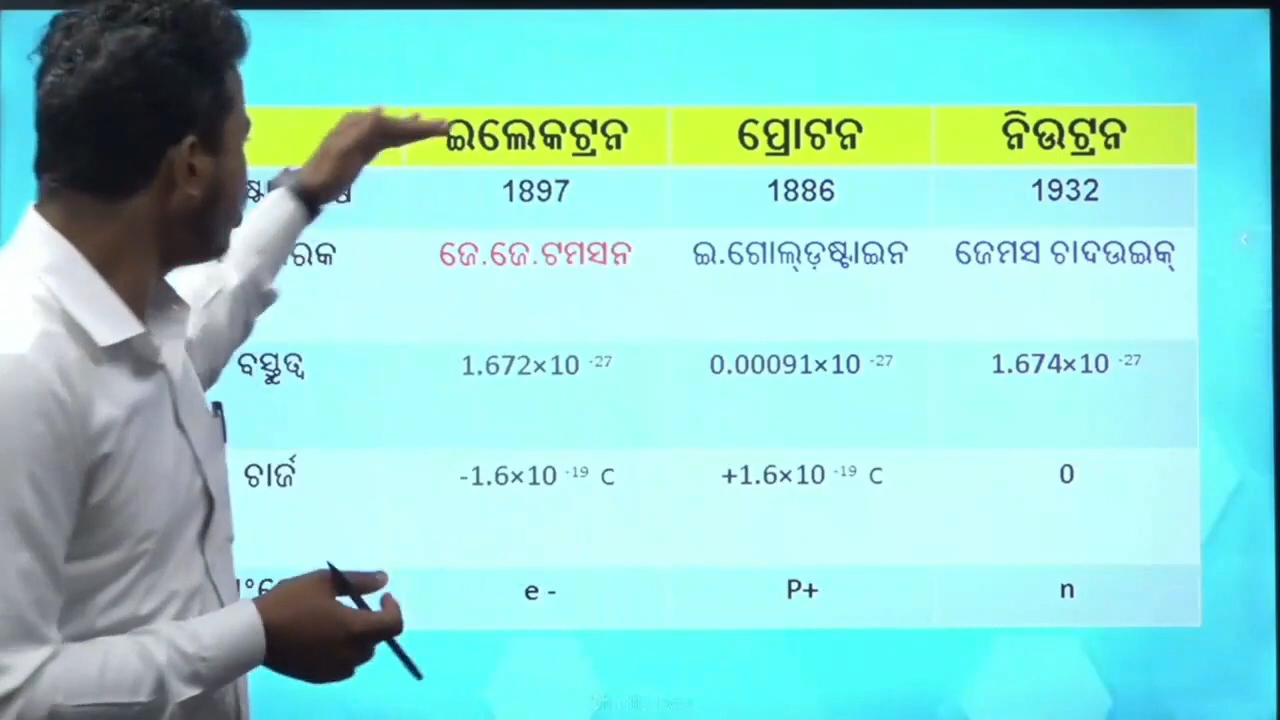 ଇଲେକଟ୍ରନ ପ୍ରୋଟନ ନିଉଟ୍ରନ
1897 1886 1932
ଜେ.ଜେ.ଟମସନ ଇ.ଗୋଲ୍ଡ଼ଷ୍ଟାଇନ ଜେମସ ଚାଦଉଇକ୍
ବସ୍ତୁତ୍ୱ 1.672×10 -27 0.00091×10 -27 1.674×10 -27
ଚାର୍ଜ -1.6×10 -19 C +1.6×10 -19 C 0
e - P+ n